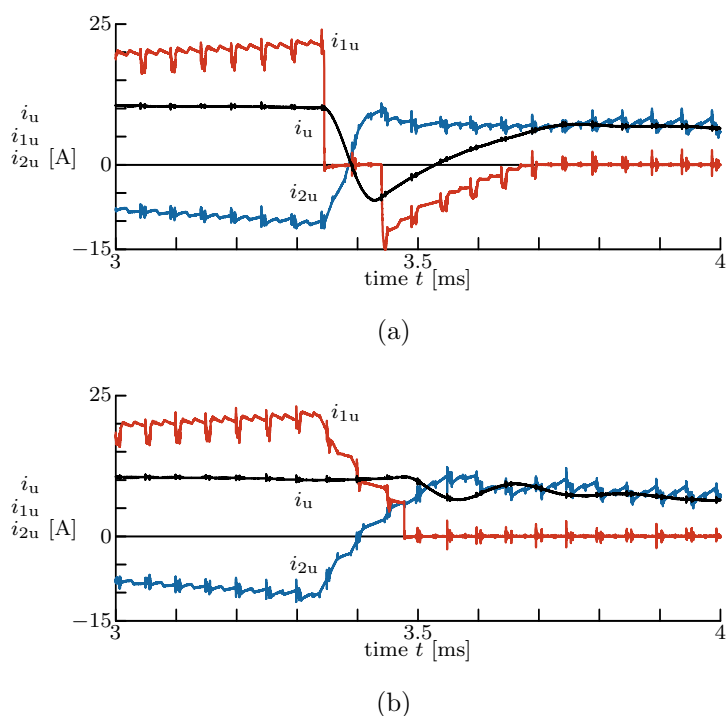 25
i1u
iu
iu
i1u
i2u [A]
0
i2u
−15
3
3.5
4
time t [ms]
(a)
25
i1u
iu
iu
i1u
i2u [A]
0
i2u
−15
3
3.5
4
time t [ms]
(b)